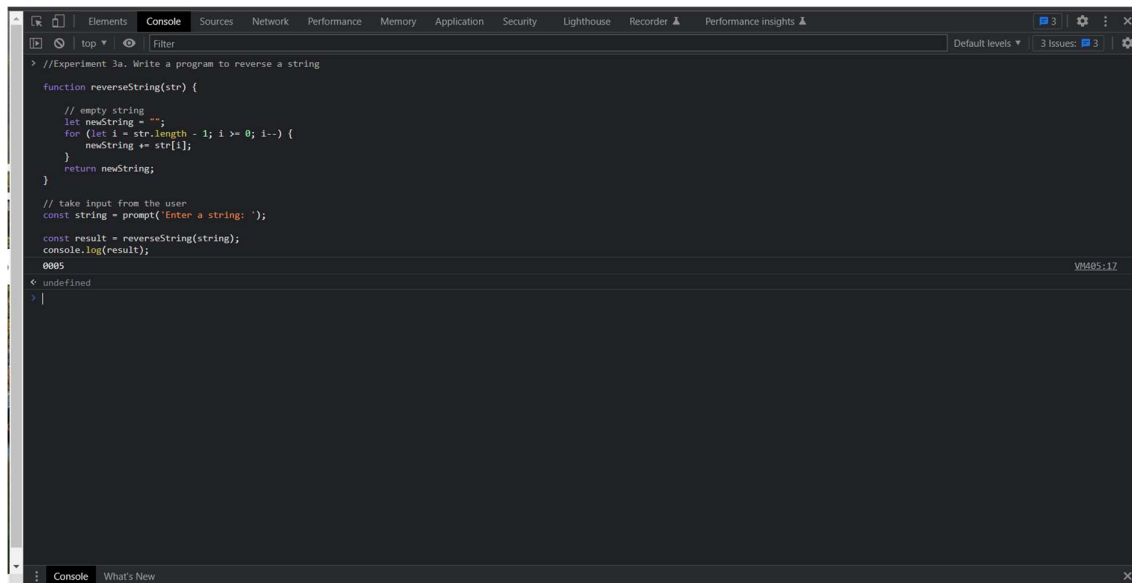 Elements Console Sources Network Performance Memory Application Security Lighthouse Recorder Performance insights 3
top Filter Default levels 3 Issues: 3
> //Experiment 3a. Write a program to reverse a string
function reverseString(str) {
// empty string
let newString = "";
for (let i = str.length - 1; i >= 0; i--) {
newString += str[i];
}
return newString;
}
// take input from the user
const string = prompt('Enter a string: ');
const result = reverseString(string);
console.log(result);
0005 VM405:17
undefined
>
Console What's New